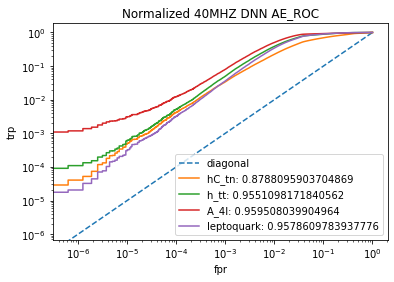 Normalized 40MHZ DNN AE_ROC
10⁰
10⁻¹
10⁻²
10⁻³
10⁻⁴
10⁻⁵
10⁻⁶
trp
diagonal
hC_tn: 0.8788095903704869
h_tt: 0.9551098171840562
A_4l: 0.959508039904964
leptoquark: 0.9578609783937776
10⁻⁶ 10⁻⁵ 10⁻⁴ 10⁻³ 10⁻² 10⁻¹ 10⁰
fpr